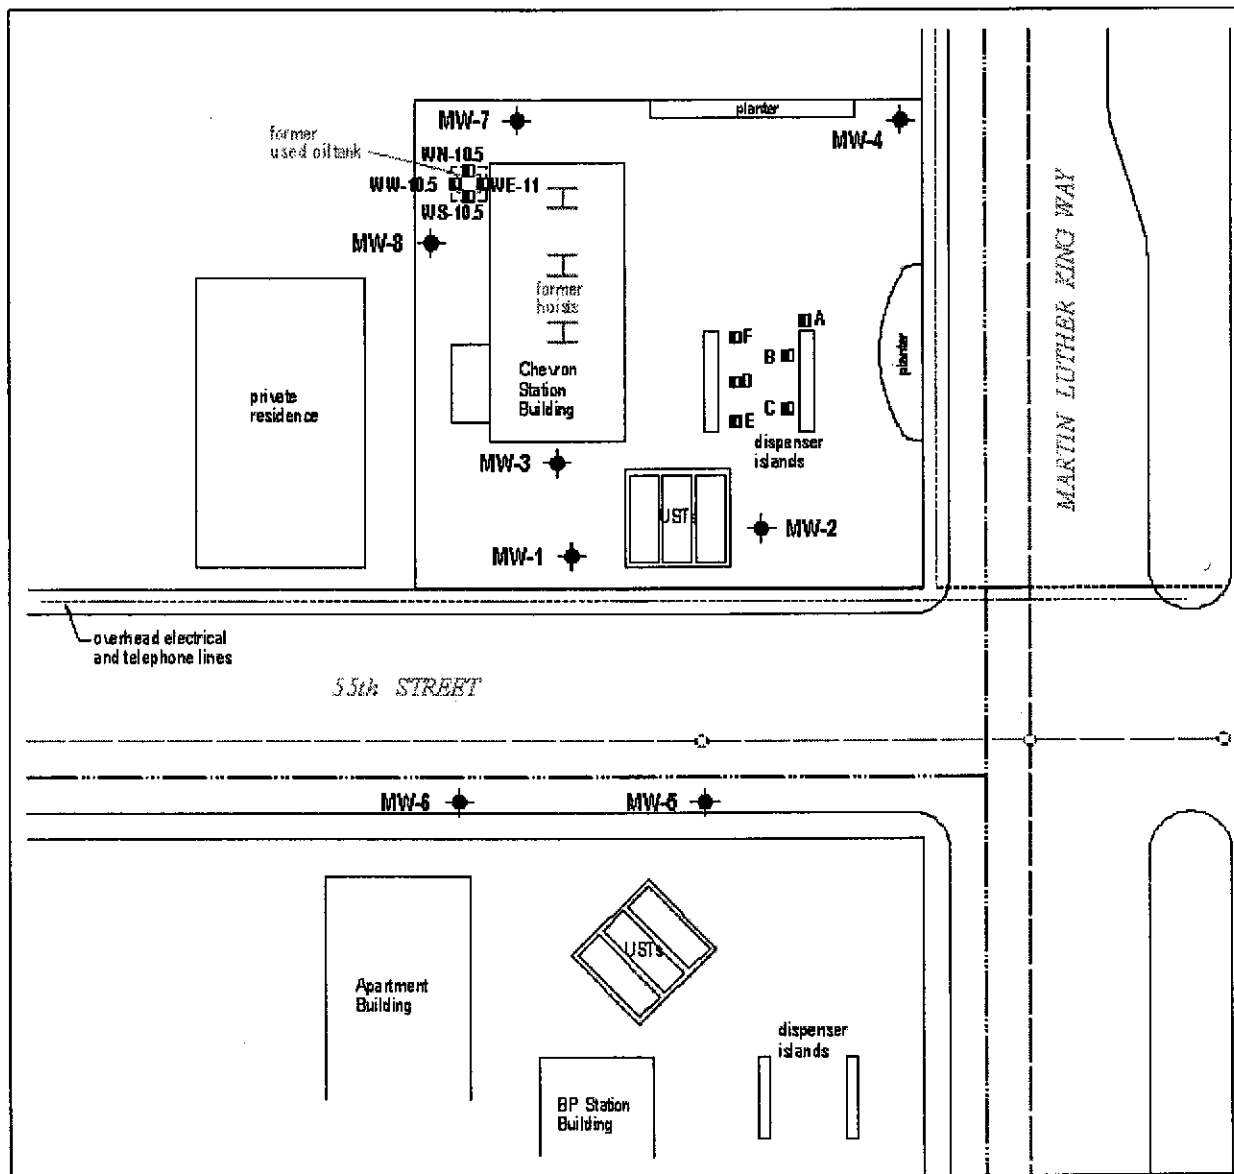 planter
MW-7
MW-4
former
used oil tank
WN-10.5
WW-10.5
WE-11
WS-10.5
MW-8
MARTIN LUTHER KING WAY
former
hoists
A
F
B
planter
Chevron
Station
Building
D
private
residence
C
E
dispenser
islands
MW-3
USTs
MW-2
MW-1
overhead electrical
and telephone lines
55th STREET
MW-6
MW-5
USTs
Apartment
Building
dispenser
islands
BP Station
Building